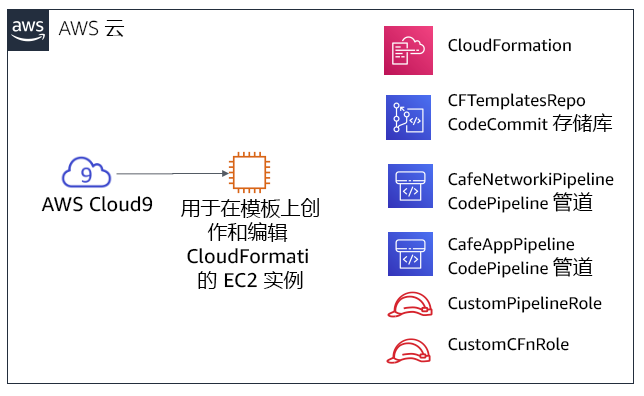 aws
AWS 云
CloudFormation
CFTemplatesRepo
CodeCommit 存储库
9
AWS Cloud9
用于在模板上创
作和编辑
CloudFormati
的 EC2 实例
CafeNetworkiPipeline
CodePipeline 管道
CafeAppPipeline
CodePipeline 管道
CustomPipelineRole
CustomCFnRole